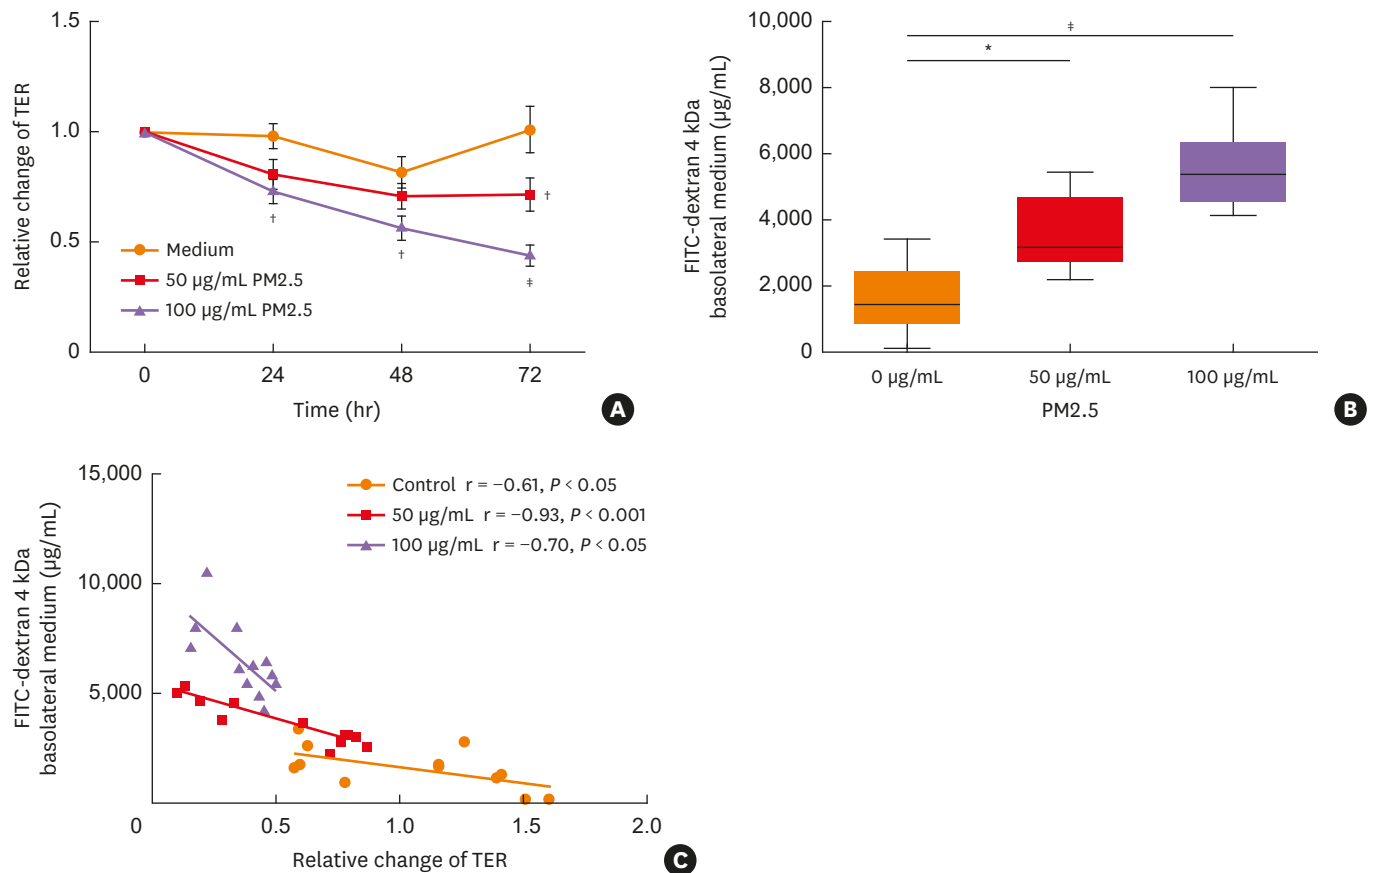 1.5
1.0
0.5
0
Relative change of TER
Medium
50 µg/mL PM2.5
100 µg/mL PM2.5
†
†
†
‡
0 24 48 72
Time (hr)
A
10,000
8,000
6,000
4,000
2,000
0
FITC-dextran 4 kDa
basolateral medium (µg/mL)
‡
*
0 µg/mL 50 µg/mL 100 µg/mL
PM2.5
B
15,000
10,000
5,000
FITC-dextran 4 kDa
basolateral medium (µg/mL)
Control r = −0.61, P < 0.05
50 µg/mL r = −0.93, P < 0.001
100 µg/mL r = −0.70, P < 0.05
0 0.5 1.0 1.5 2.0
Relative change of TER
C